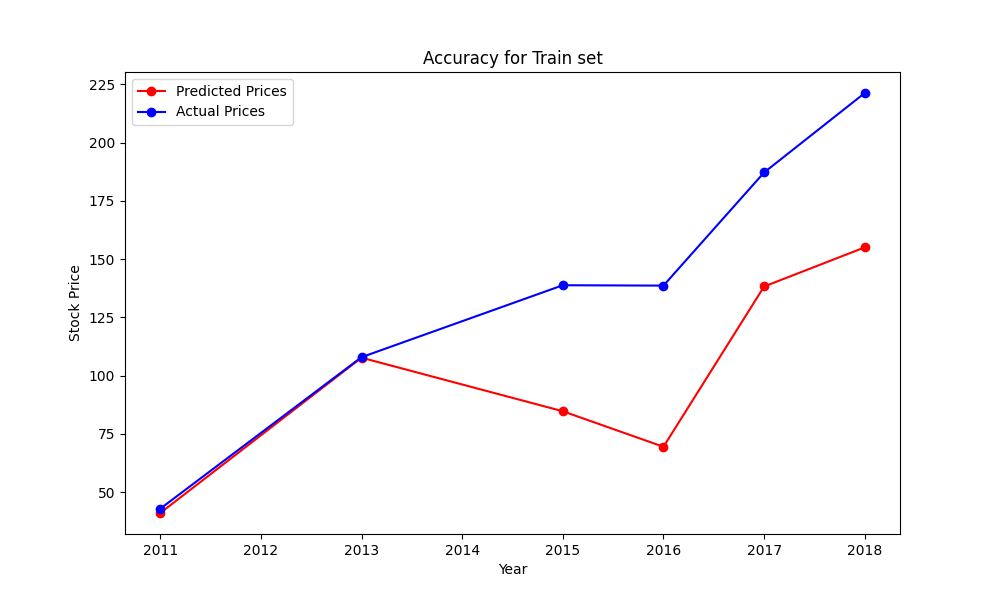 Accuracy for Train set
Predicted Prices
Actual Prices
225
200
175
150
125
100
75
50
Stock Price
2011 2012 2013 2014 2015 2016 2017 2018
Year